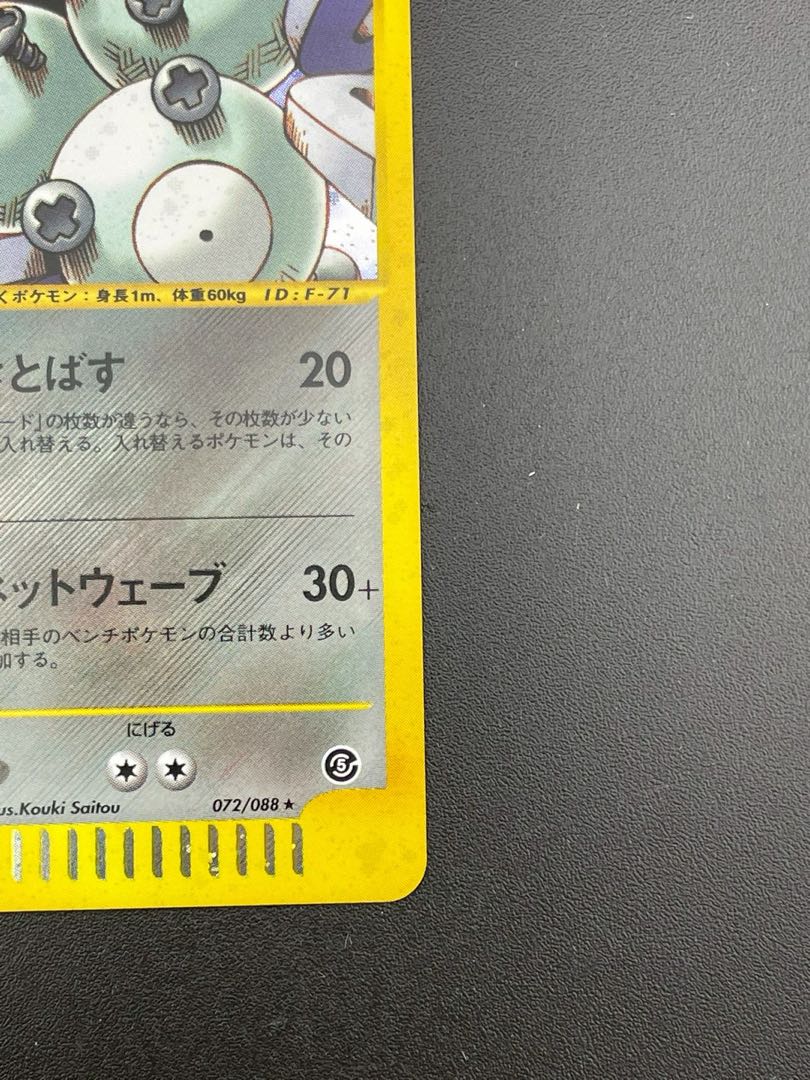 くポケモン：身長1m、体重60kg ID:F-71
とばす 20
ード」の枚数が違うなら、その枚数が少ない
入れ替える。入れ替えるポケモンは、その
ネットウェーブ 30+
相手のベンチポケモンの合計数より多い
加する。
にげる
5
us.Kouki Saitou 072/088 ★